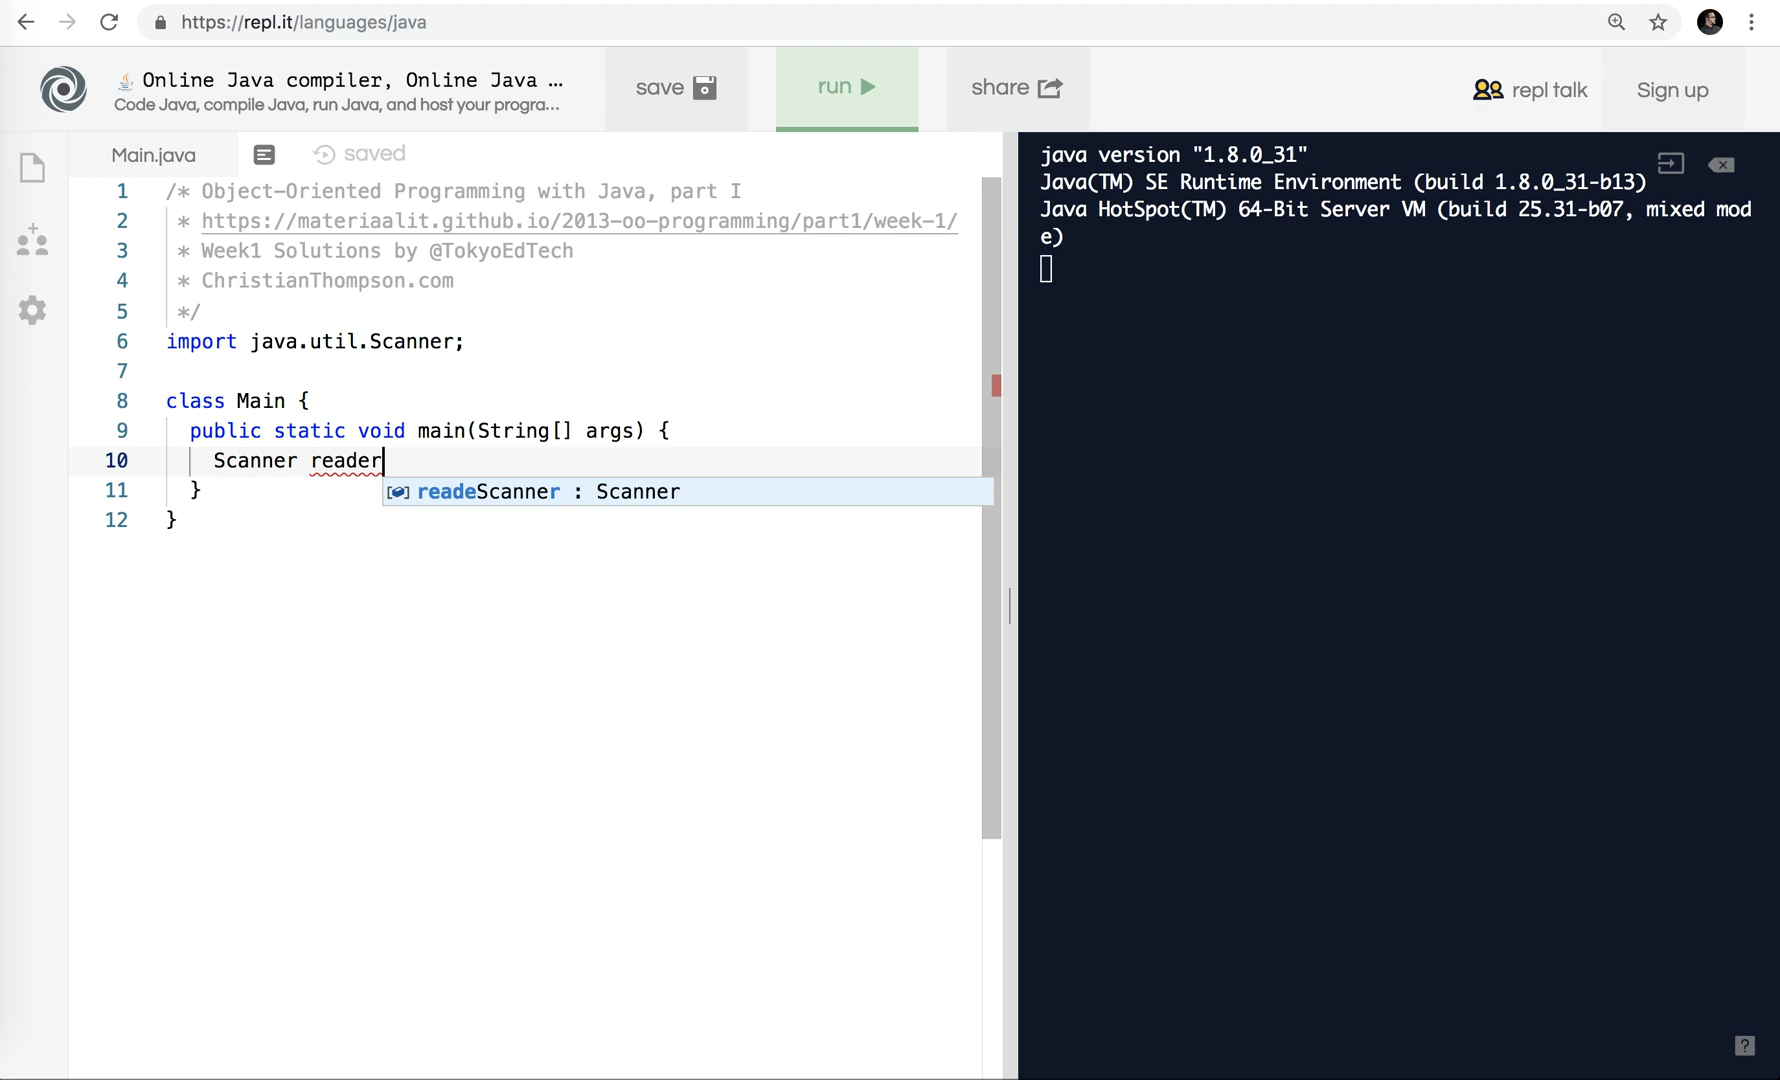 https://repl.it/languages/java
Online Java compiler, Online Java ...
Code Java, compile Java, run Java, and host your progra...
save
run
share
repl talk
Sign up
Main.java
saved
1 /* Object-Oriented Programming with Java, part I
2 * https://materiaalit.github.io/2013-oo-programming/part1/week-1/
3 * Week1 Solutions by @TokyoEdTech
4 * ChristianThompson.com
5 */
6 import java.util.Scanner;
7
8 class Main {
9 public static void main(String[] args) {
10 Scanner reader
readeScanner : Scanner
11 }
12 }
java version "1.8.0_31"
Java(TM) SE Runtime Environment (build 1.8.0_31-b13)
Java HotSpot(TM) 64-Bit Server VM (build 25.31-b07, mixed mod
e)
?